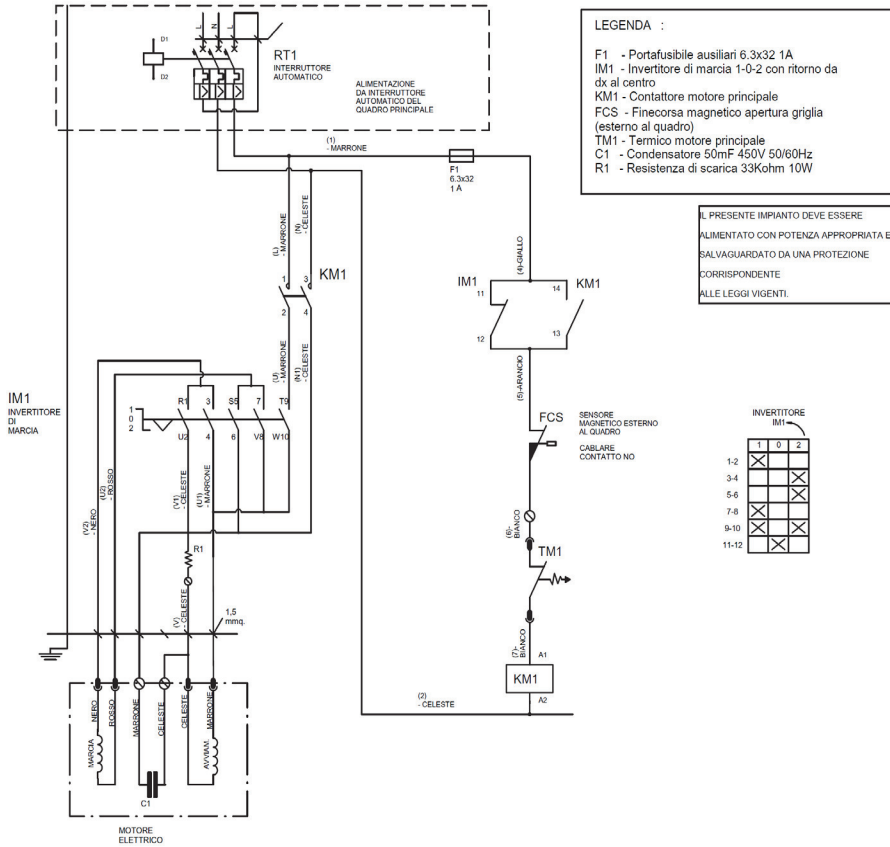 L
N
L
D1
D2
RT1
INTERRUTTORE
AUTOMATICO
ALIMENTAZIONE
DA INTERRUTTORE
AUTOMATICO DEL
QUADRO PRINCIPALE
LEGENDA :
F1 - Portafusibile ausiliari 6.3x32 1A
IM1 - Invertitore di marcia 1-0-2 con ritorno da
dx al centro
KM1 - Contattore motore principale
FCS - Finecorsa magnetico apertura griglia
(esterno al quadro)
TM1 - Termico motore principale
C1 - Condensatore 50mF 450V 50/60Hz
R1 - Resistenza di scarica 33Kohm 10W
IL PRESENTE IMPIANTO DEVE ESSERE
ALIMENTATO CON POTENZA APPROPRIATA E
SALVAGUARDATO DA UNA PROTEZIONE
CORRISPONDENTE
ALLE LEGGI VIGENTI.
(1)
- MARRONE
F1
6.3x32
1 A
(L)
- MARRONE
(N)
- CELESTE
1
3
KM1
2
4
(U)
- MARRONE
(N1)
- CELESTE
(4)-GIALLO
IM1
11
12
14
KM1
13
(5)-ARANCIO
IM1
INVERTITORE
DI
MARCIA
1
0
2
R1
3
S5
7
T9
U2
4
6
V8
W10
FCS
SENSORE
MAGNETICO ESTERNO
AL QUADRO
CABLARE
CONTATTO NO
INVERTITORE
IM1
1
0
2
1-2
3-4
5-6
7-8
9-10
11-12
(V2)
- NERO
(U2)
- ROSSO
(V1)
- CELESTE
(U1)
- MARRONE
R1
(V)
- CELESTE
1,5
mmq.
(6)-
BIANCO
TM1
(7)-
BIANCO
A1
KM1
A2
(2)
- CELESTE
NERO
ROSSO
MARRONE
CELESTE
CELESTE
MARRONE
MARCIA
C1
AVVIAM.
MOTORE
ELETTRICO